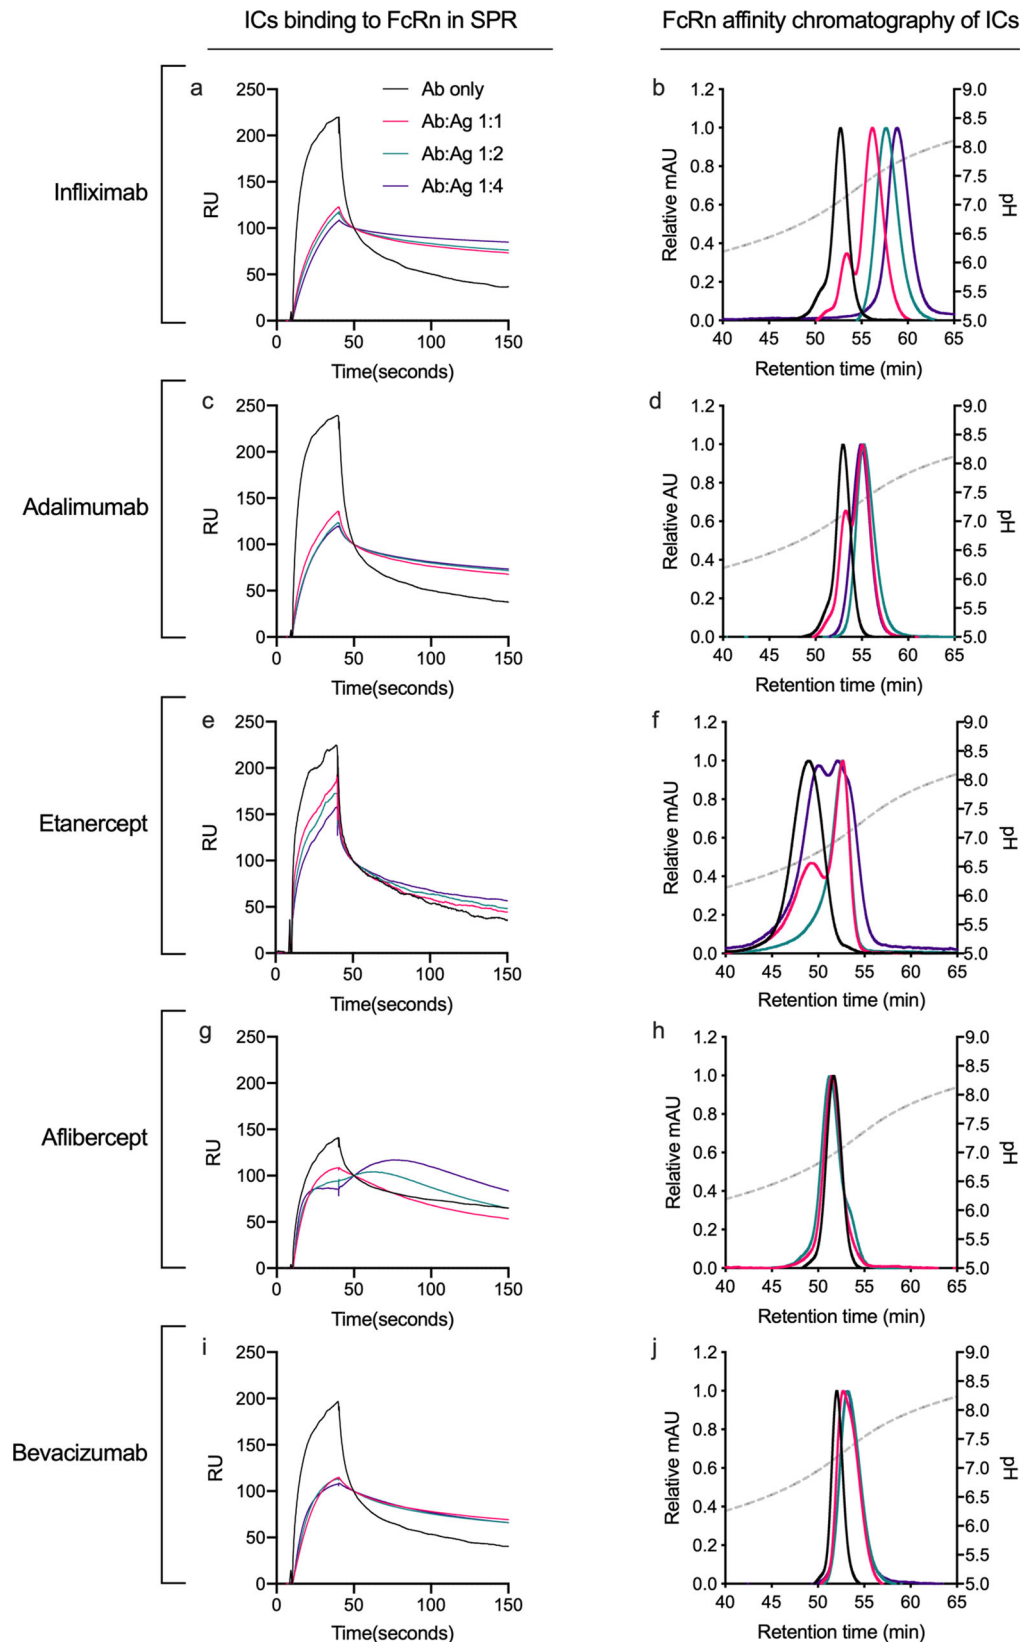 ICs binding to FcRn in SPR
FcRn affinity chromatography of ICs
Infliximab
a
250
200
150
100
50
0
RU
0 50 100 150
Time(seconds)
Ab only
Ab:Ag 1:1
Ab:Ag 1:2
Ab:Ag 1:4
b
1.2
1.0
0.8
0.6
0.4
0.2
0.0
Relative mAU
9.0
8.5
8.0
7.5
7.0
6.5
6.0
5.5
5.0
pH
40 45 50 55 60 65
Retention time (min)
Adalimumab
c
250
200
150
100
50
0
RU
0 50 100 150
Time(seconds)
d
1.2
1.0
0.8
0.6
0.4
0.2
0.0
Relative AU
9.0
8.5
8.0
7.5
7.0
6.5
6.0
5.5
5.0
pH
40 45 50 55 60 65
Retention time (min)
Etanercept
e
250
200
150
100
50
0
RU
0 50 100 150
Time(seconds)
f
1.2
1.0
0.8
0.6
0.4
0.2
0.0
Relative mAU
9.0
8.5
8.0
7.5
7.0
6.5
6.0
5.5
5.0
pH
40 45 50 55 60 65
Retention time (min)
Aflibercept
g
250
200
150
100
50
0
RU
0 50 100 150
Time(seconds)
h
1.2
1.0
0.8
0.6
0.4
0.2
0.0
Relative mAU
9.0
8.5
8.0
7.5
7.0
6.5
6.0
5.5
5.0
pH
40 45 50 55 60 65
Retention time (min)
Bevacizumab
i
250
200
150
100
50
0
RU
0 50 100 150
Time(seconds)
j
1.2
1.0
0.8
0.6
0.4
0.2
0.0
Relative mAU
9.0
8.5
8.0
7.5
7.0
6.5
6.0
5.5
5.0
pH
40 45 50 55 60 65
Retention time (min)